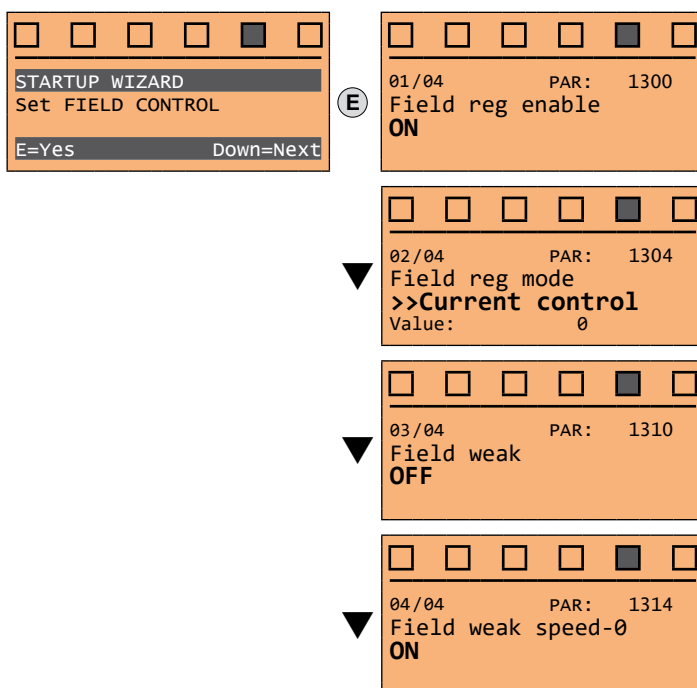 STARTUP WIZARD
Set FIELD CONTROL
E=Yes Down=Next
E
01/04 PAR: 1300
Field reg enable
ON
02/04 PAR: 1304
Field reg mode
>>Current control
Value: 0
03/04 PAR: 1310
Field weak
OFF
04/04 PAR: 1314
Field weak speed-0
ON